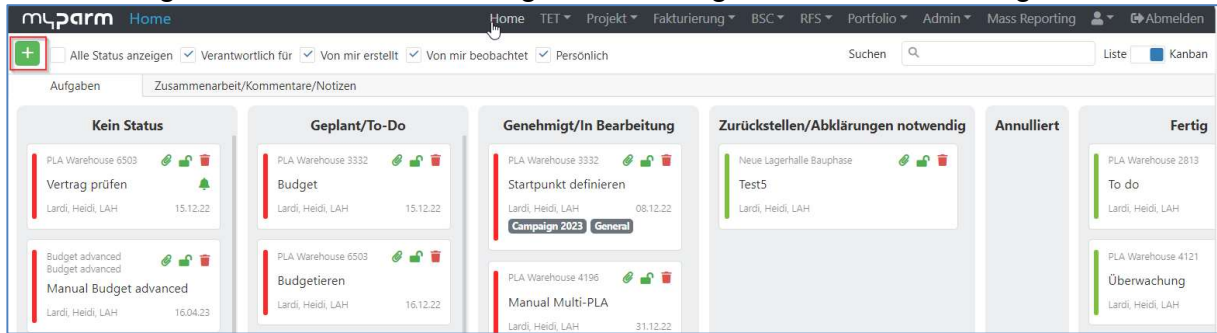 myparm Home Home TET Projekt Fakturierung BSC RFS Portfolio Admin Mass Reporting Abmelden
+ Alle Status anzeigen Verantwortlich für Von mir erstellt Von mir beobachtet Persönlich Suchen Liste Kanban
Aufgaben Zusammenarbeit/Kommentare/Notizen
Kein Status
PLA Warehouse 6503
Vertrag prüfen
Lardi, Heidi, LAH 15.12.22
Budget advanced
Budget advanced
Manual Budget advanced
Lardi, Heidi, LAH 16.04.23
Geplant/To-Do
PLA Warehouse 3332
Budget
Lardi, Heidi, LAH 15.12.22
PLA Warehouse 6503
Budgetieren
Lardi, Heidi, LAH 16.12.22
Genehmigt/In Bearbeitung
PLA Warehouse 3332
Startpunkt definieren
Lardi, Heidi, LAH 08.12.22
Campaign 2023 General
PLA Warehouse 4196
Manual Multi-PLA
Lardi, Heidi, LAH 31.12.22
Zurückstellen/Abklärungen notwendig
Neue Lagerhalle Bauphase
Test5
Lardi, Heidi, LAH
Annulliert
Fertig
PLA Warehouse 2813
To do
Lardi, Heidi, LAH
PLA Warehouse 4121
Überwachung
Lardi, Heidi, LAH